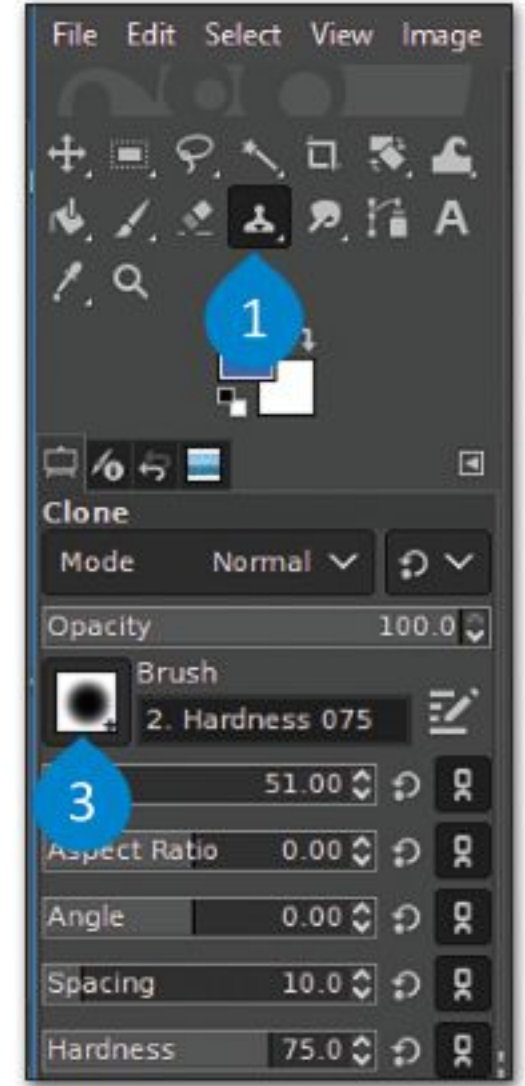 File Edit Select View Image
A
1
Clone
Mode Normal
Opacity 100.0
Brush
2. Hardness 075
3
51.00
Aspect Ratio 0.00
Angle 0.00
Spacing 10.0
Hardness 75.0